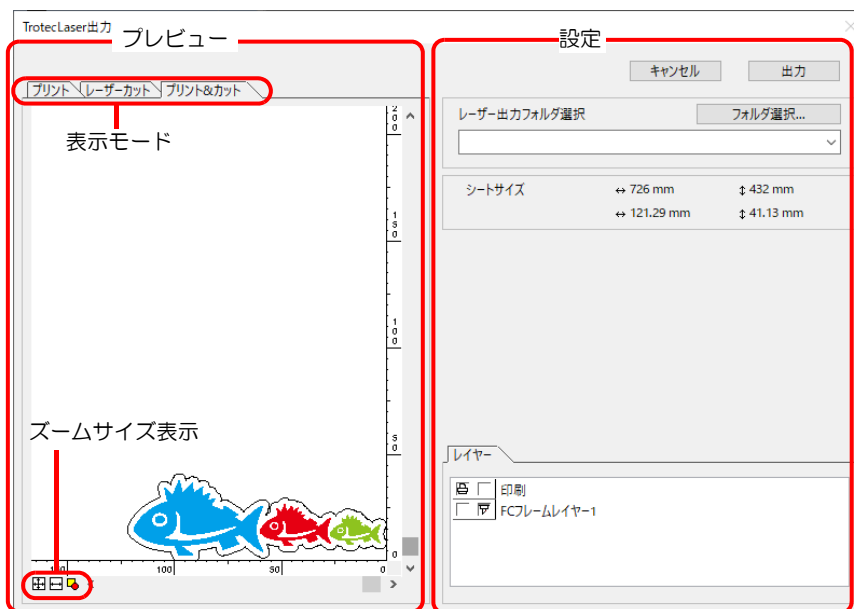 TrotecLaser出力
プレビュー
設定
キャンセル
出力
プリント
レーザーカット
プリント&カット
表示モード
レーザー出力フォルダ選択
フォルダ選択...
シートサイズ
↔ 726 mm
↕ 432 mm
↔ 121.29 mm
↕ 41.13 mm
200
150
100
50
0
ズームサイズ表示
100
50
0
レイヤー
印刷
FCフレームレイヤー1